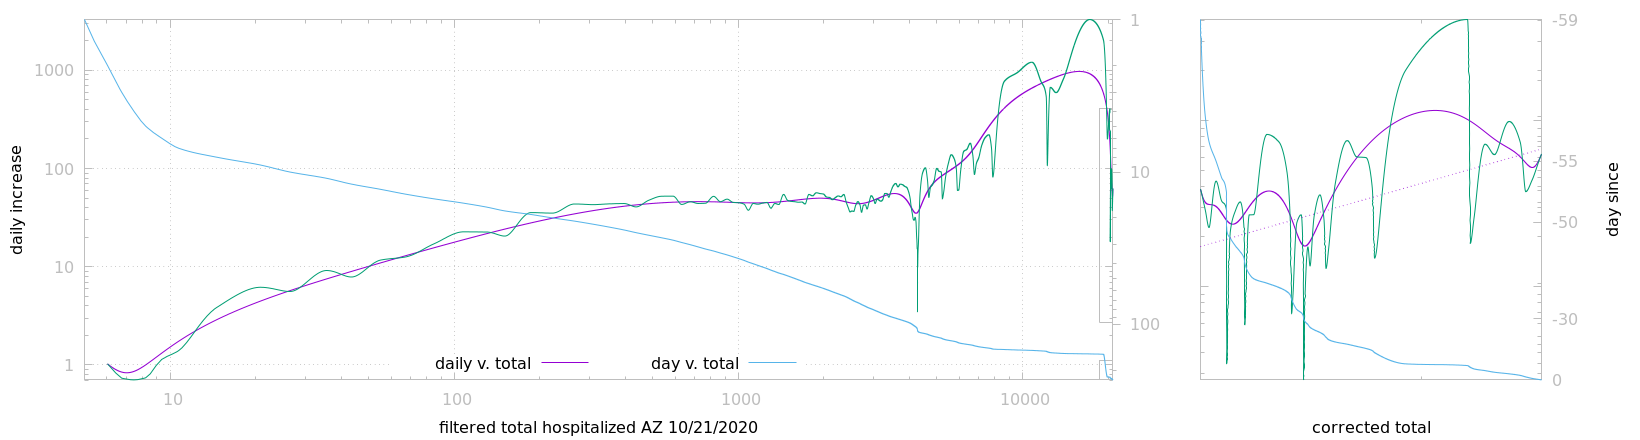 1000
100
10
1
daily increase
10
100
1000
10000
filtered total hospitalized AZ 10/21/2020
daily v. total
day v. total
1
10
100
-59
-55
-50
-30
0
day since
corrected total